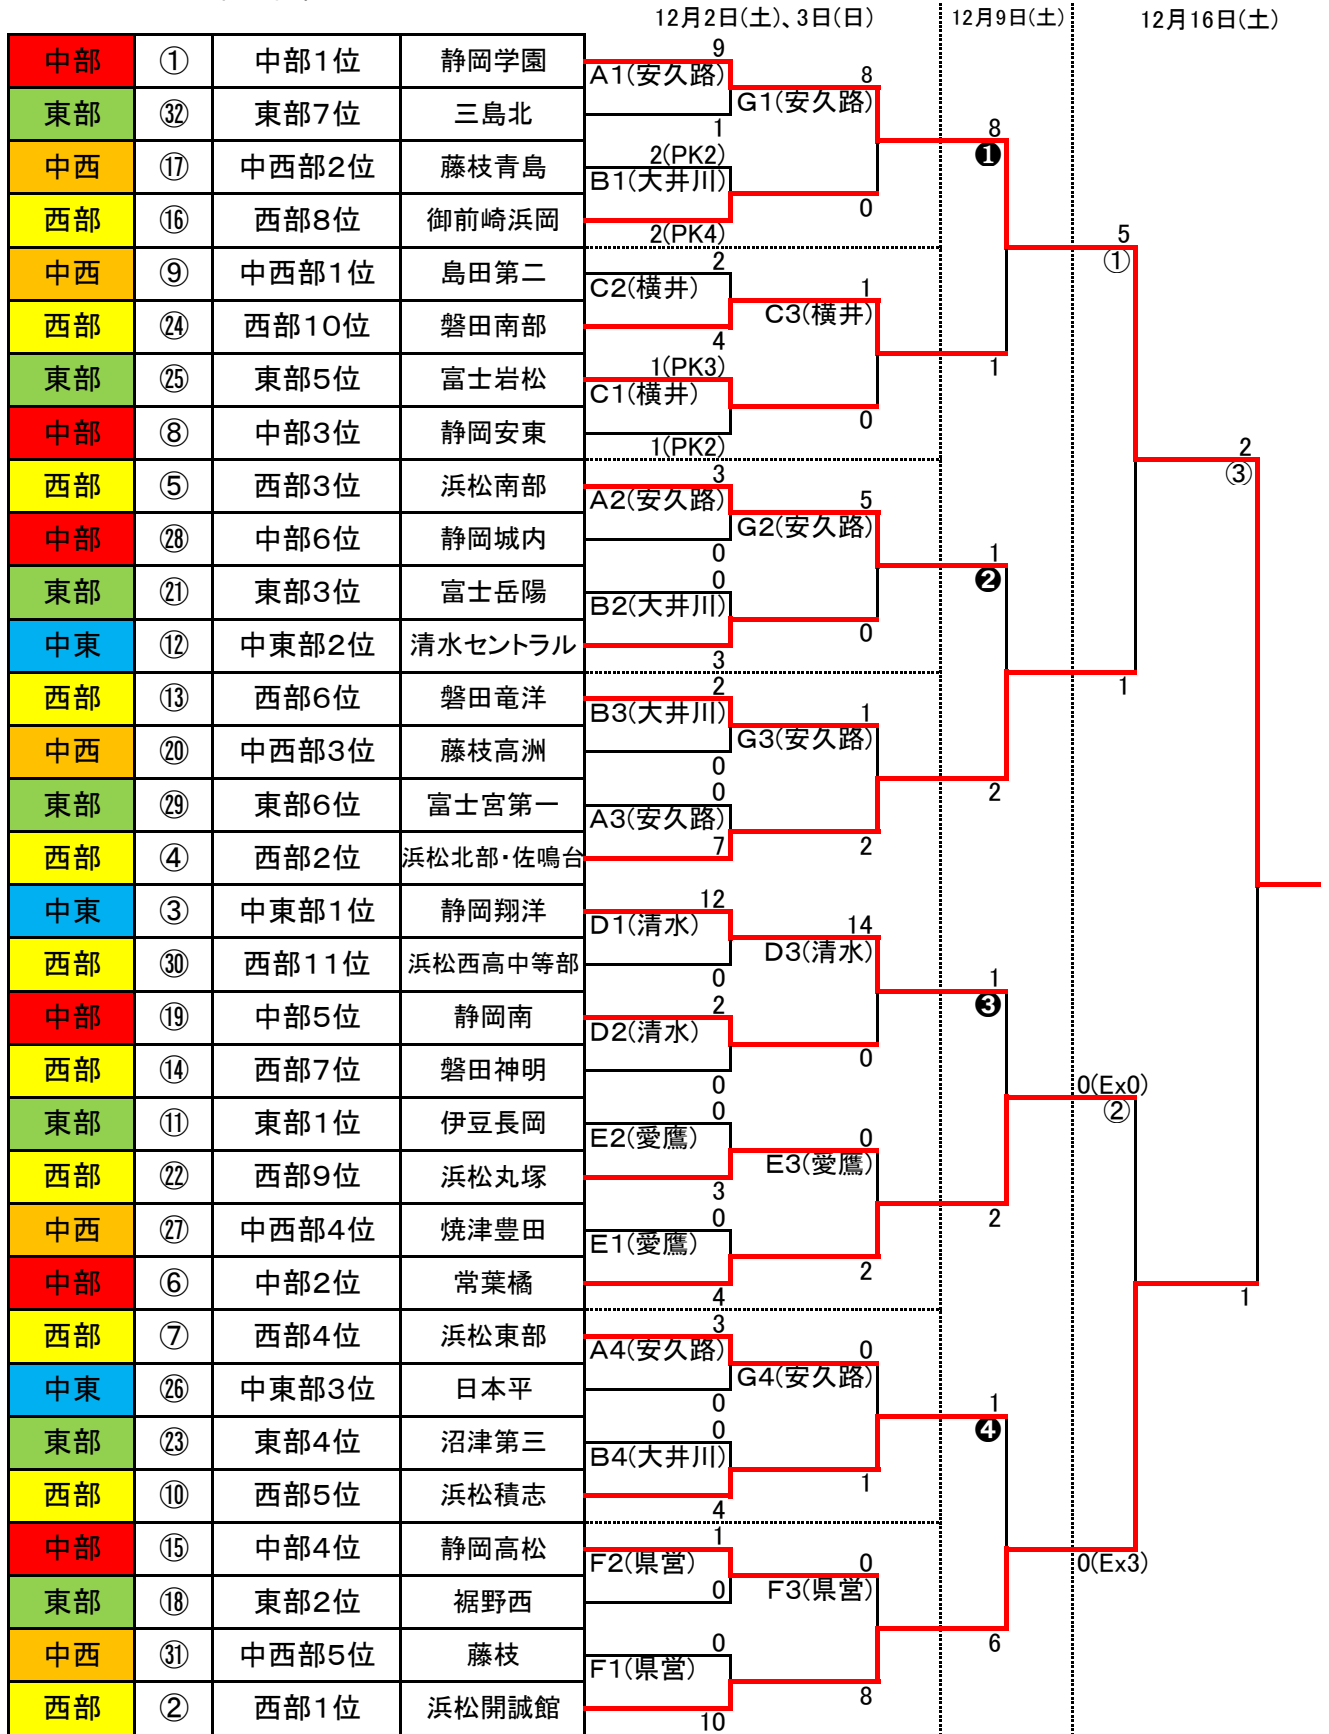 12月2日(土)、3日(日) 12月9日(土) 12月16日(土)
中部 ① 中部1位 静岡学園
東部 ㉜ 東部7位 三島北
中西 ⑰ 中西部2位 藤枝青島
西部 ⑯ 西部8位 御前崎浜岡
中西 ⑨ 中西部1位 島田第二
西部 ㉔ 西部10位 磐田南部
東部 ㉕ 東部5位 富士岩松
中部 ⑧ 中部3位 静岡安東
西部 ⑤ 西部3位 浜松南部
中部 ㉘ 中部6位 静岡城内
東部 ㉑ 東部3位 富士岳陽
中東 ⑫ 中東部2位 清水セントラル
西部 ⑬ 西部6位 磐田竜洋
中西 ⑳ 中西部3位 藤枝高洲
東部 ㉙ 東部6位 富士宮第一
西部 ④ 西部2位 浜松北部・佐鳴台
中東 ③ 中東部1位 静岡翔洋
西部 ㉚ 西部11位 浜松西高中等部
中部 ⑲ 中部5位 静岡南
西部 ⑭ 西部7位 磐田神明
東部 ⑪ 東部1位 伊豆長岡
西部 ㉒ 西部9位 浜松丸塚
中西 ㉗ 中西部4位 焼津豊田
中部 ⑥ 中部2位 常葉橘
西部 ⑦ 西部4位 浜松東部
中東 ㉖ 中東部3位 日本平
東部 ㉓ 東部4位 沼津第三
西部 ⑩ 西部5位 浜松積志
中部 ⑮ 中部4位 静岡高松
東部 ⑱ 東部2位 裾野西
中西 ㉛ 中西部5位 藤枝
西部 ② 西部1位 浜松開誠館
9
A1(安久路)
1
2(PK2)
B1(大井川)
2(PK4)
2
C2(横井)
4
1(PK3)
C1(横井)
1(PK2)
3
A2(安久路)
0
0
B2(大井川)
3
2
B3(大井川)
0
0
A3(安久路)
7
12
D1(清水)
0
2
D2(清水)
0
0
E2(愛鷹)
3
0
E1(愛鷹)
4
3
A4(安久路)
0
0
B4(大井川)
4
1
F2(県営)
0
0
F1(県営)
10
8
G1(安久路)
0
1
C3(横井)
0
5
G2(安久路)
0
1
G3(安久路)
2
14
D3(清水)
0
0
E3(愛鷹)
2
0
G4(安久路)
1
0
F3(県営)
8
8
❶
1
1
❷
2
1
❸
2
1
❹
6
5
①
1
0(Ex0)
②
0(Ex3)
2
③
1